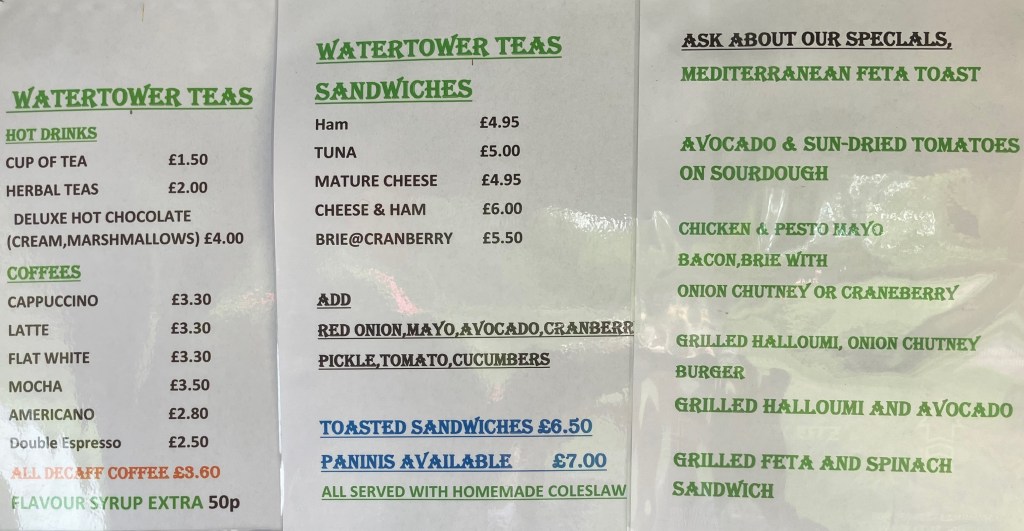 WATERTOWER TEAS
HOT DRINKS
CUP OF TEA £1.50
HERBAL TEAS £2.00
DELUXE HOT CHOCOLATE
(CREAM,MARSHMALLOWS) £4.00
COFFEES
CAPPUCCINO £3.30
LATTE £3.30
FLAT WHITE £3.30
MOCHA £3.50
AMERICANO £2.80
Double Espresso £2.50
ALL DECAFF COFFEE £3.60
FLAVOUR SYRUP EXTRA 50p
WATERTOWER TEAS
SANDWICHES
Ham £4.95
TUNA £5.00
MATURE CHEESE £4.95
CHEESE & HAM £6.00
BRIE@CRANBERRY £5.50
ADD
RED ONION,MAYO,AVOCADO,CRANBERR
PICKLE,TOMATO,CUCUMBERS
TOASTED SANDWICHES £6.50
PANINIS AVAILABLE £7.00
ALL SERVED WITH HOMEMADE COLESLAW
ASK ABOUT OUR SPECLALS,
MEDITERRANEAN FETA TOAST
AVOCADO & SUN-DRIED TOMATOES
ON SOURDOUGH
CHICKEN & PESTO MAYO
BACON,BRIE WITH
ONION CHUTNEY OR CRANEBERRY
GRILLED HALLOUMI, ONION CHUTNEY
BURGER
GRILLED HALLOUMI AND AVOCADO
GRILLED FETA AND SPINACH
SANDWICH